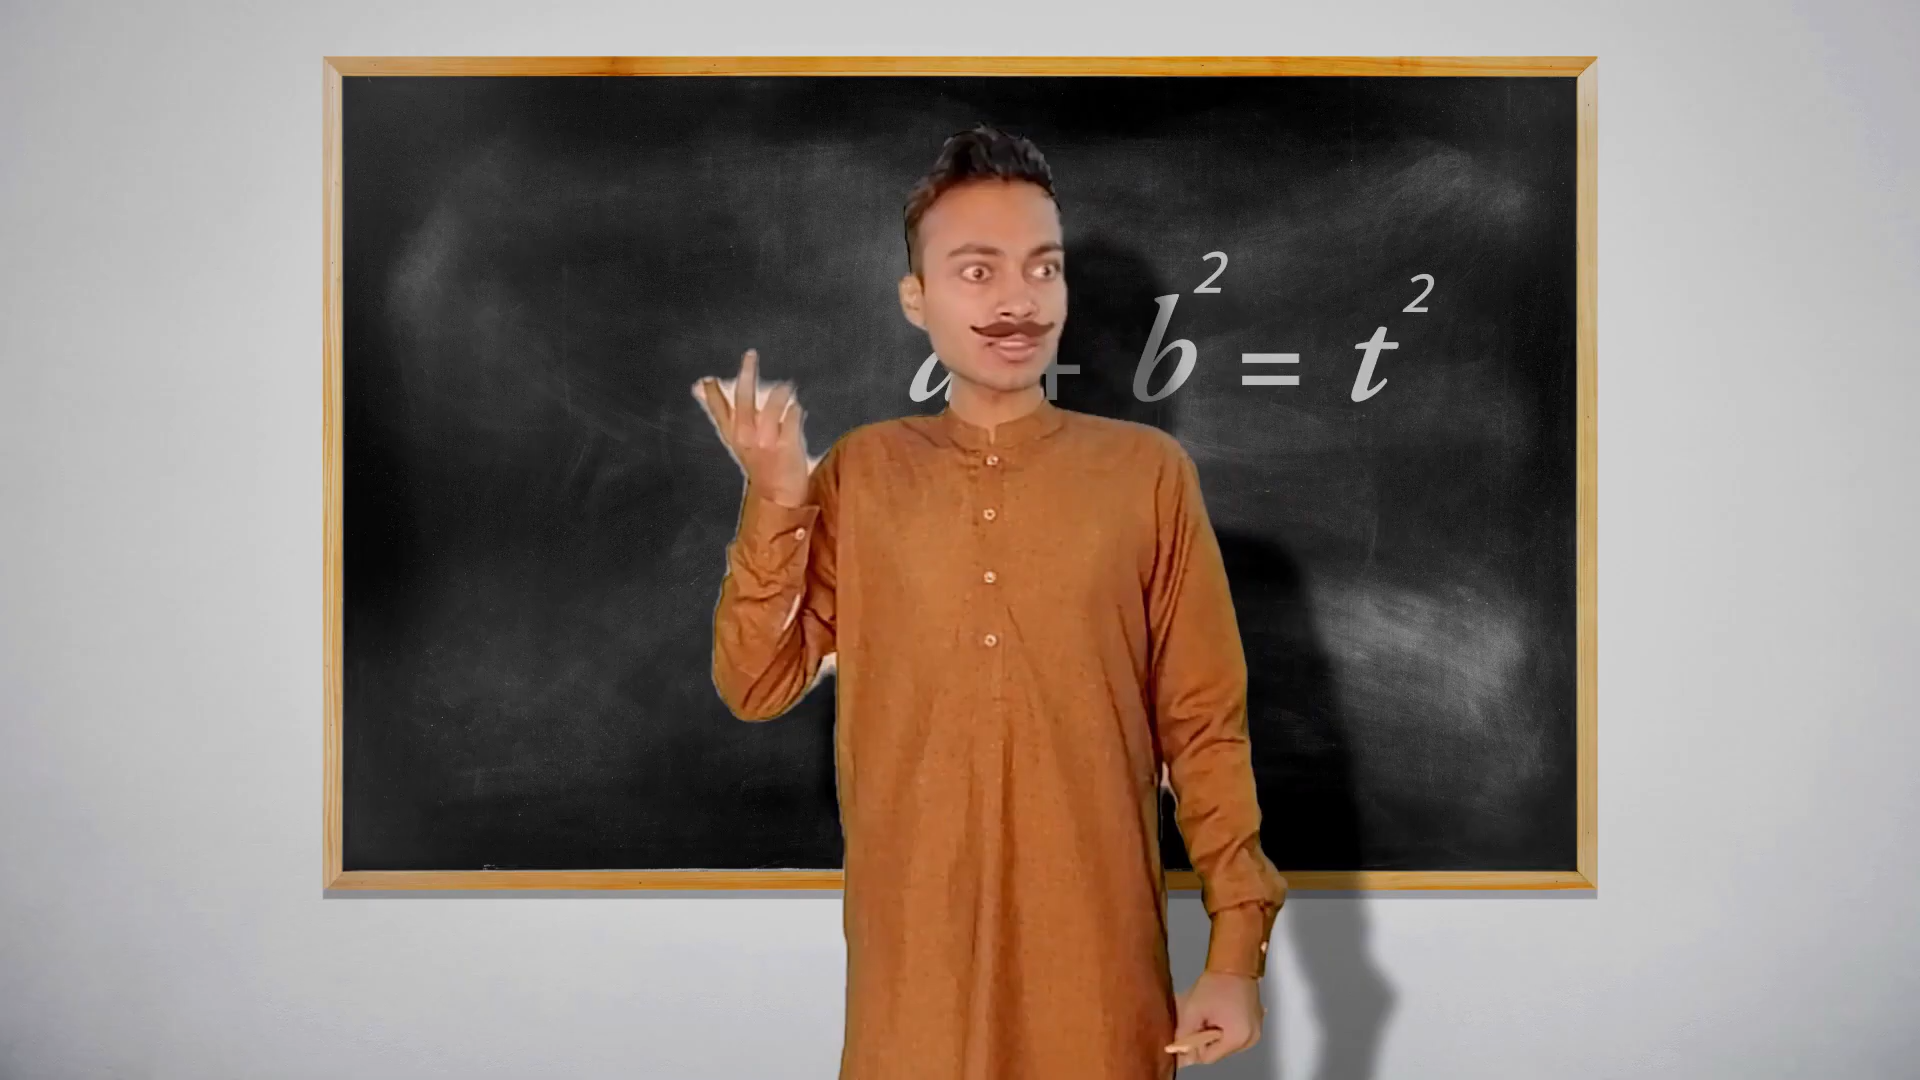 a + b² = t²